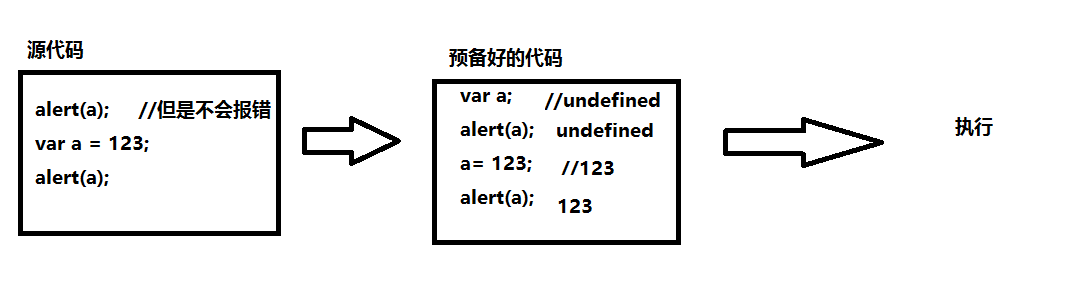 源代码
alert(a); //但是不会报错
var a = 123;
alert(a);
预备好的代码
var a; //undefined
alert(a); undefined
a= 123; //123
alert(a); 123
执行